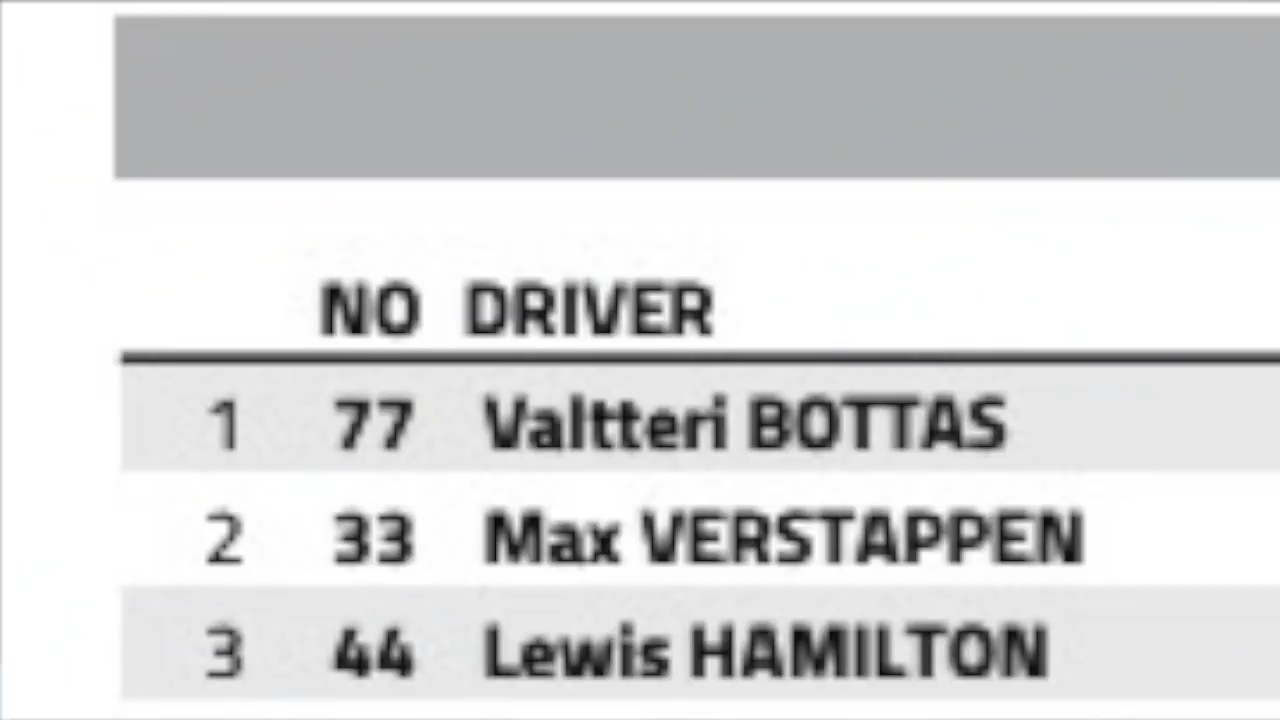 NO DRIVER
1 77 Valtteri BOTTAS
2 33 Max VERSTAPPEN
3 44 Lewis HAMILTON